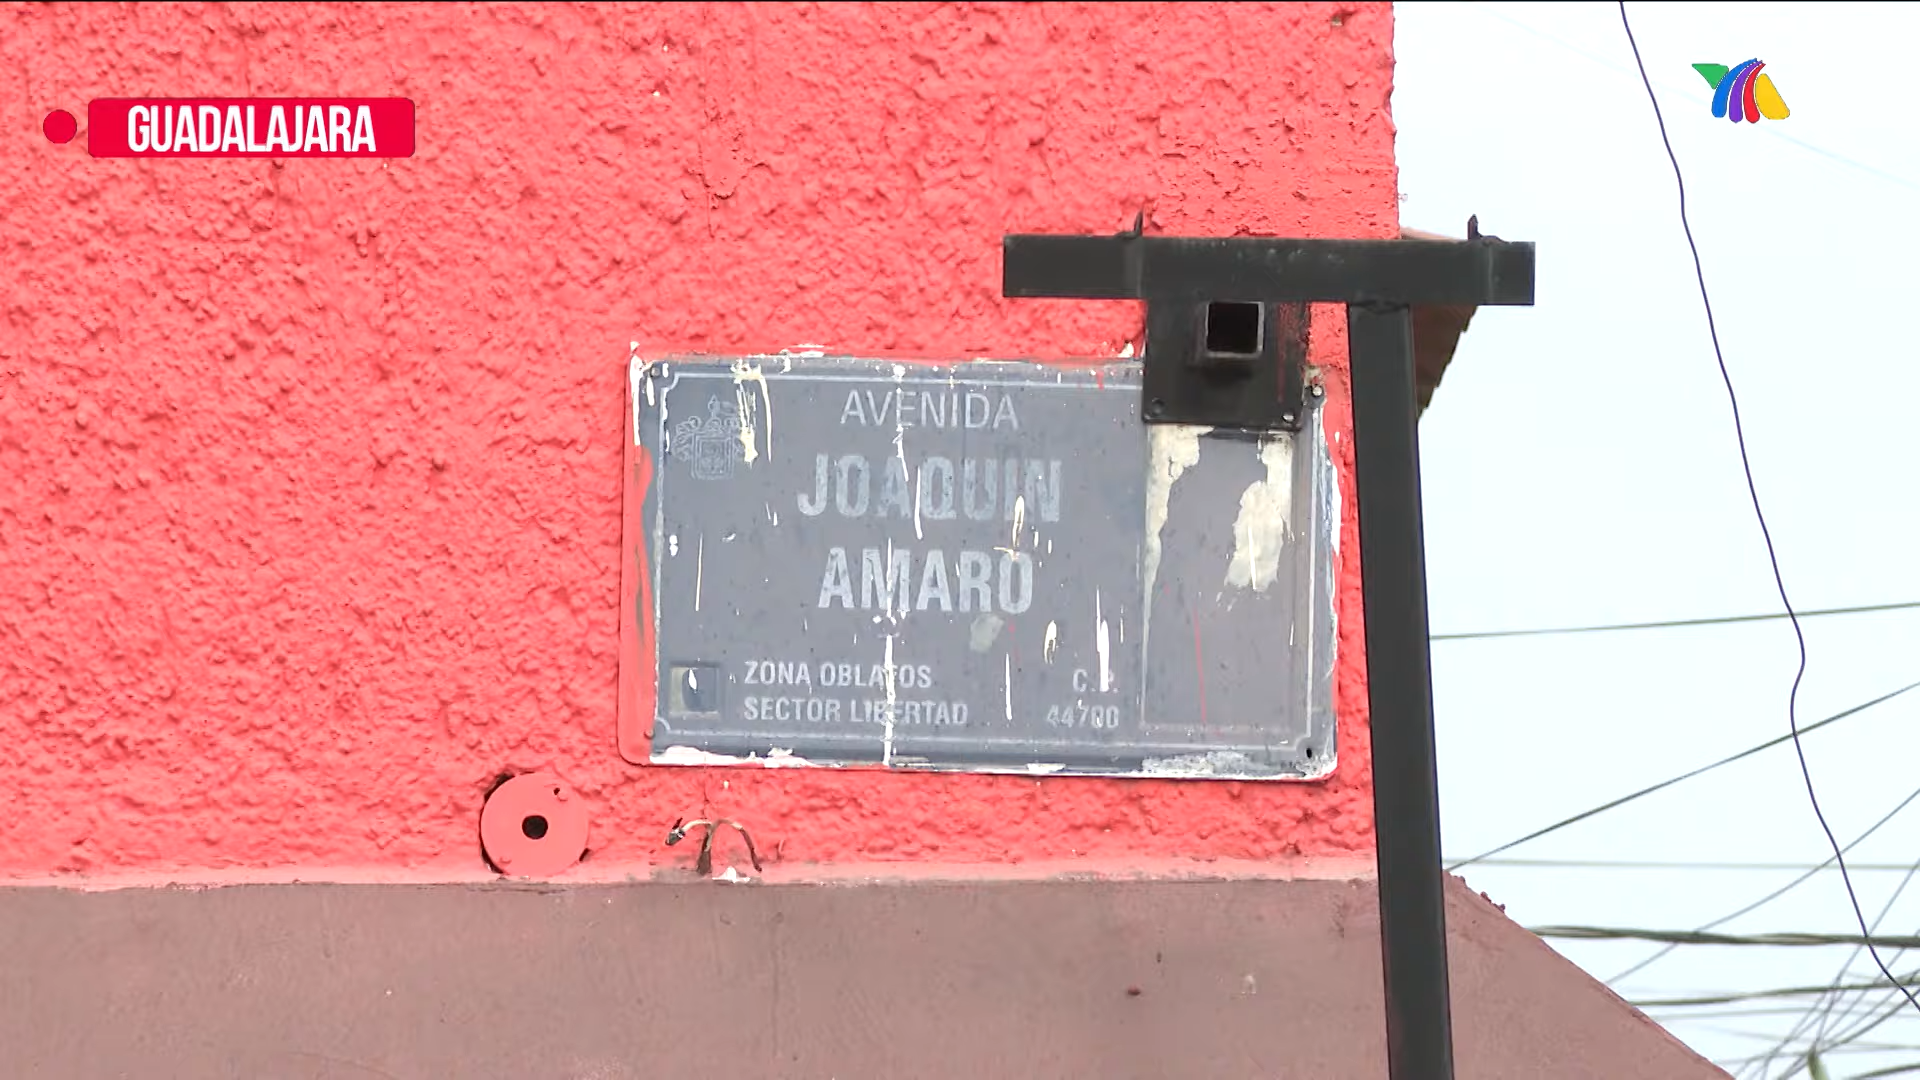 GUADALAJARA
AVENIDA
JOAQUIN
AMARO
ZONA OBLATOS
SECTOR LIBERTAD
C.P.
44700